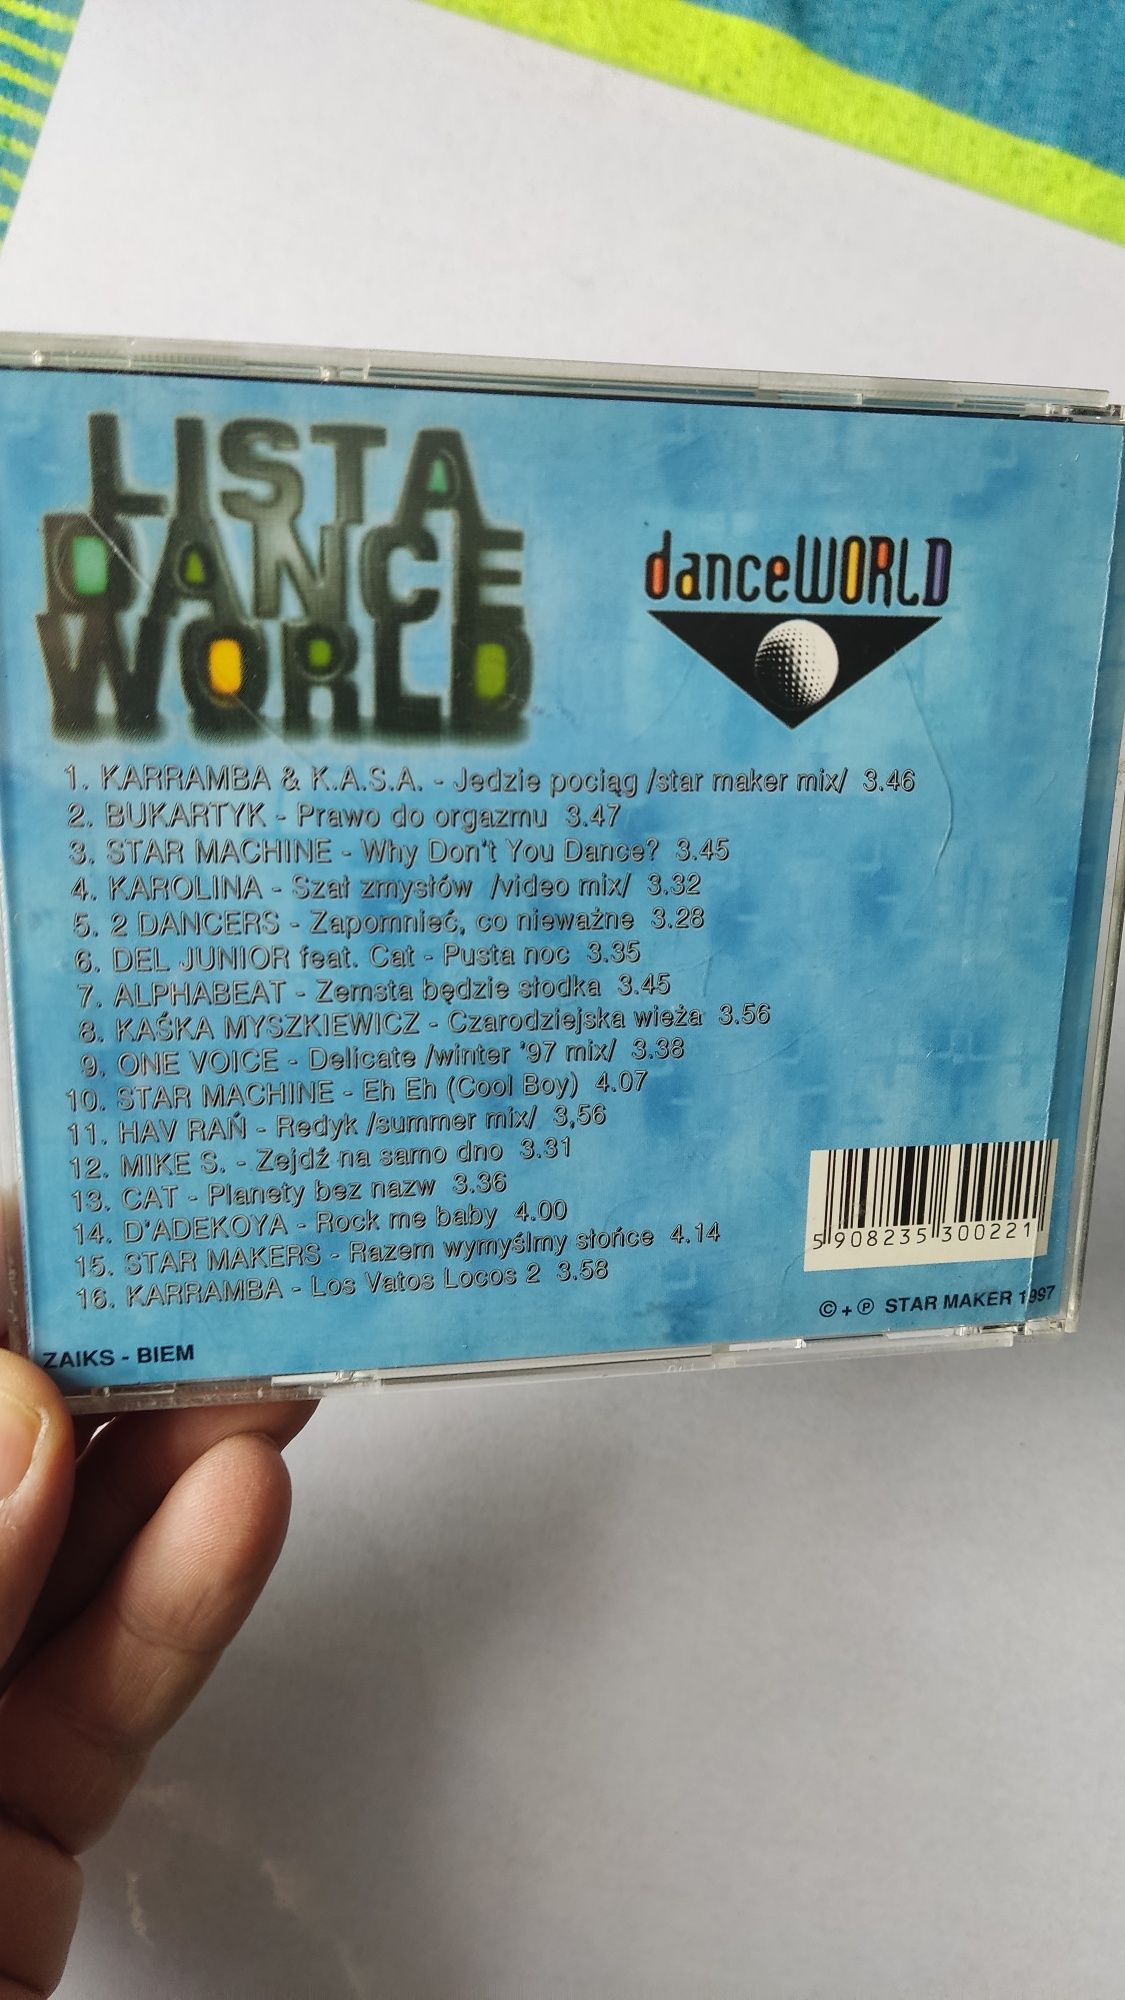 LISTA
DANCE
WORLD
danceWORLD
1. KARRAMBA & K.A.S.A. - Jedzie pociąg /star maker mix/ 3.46
2. BUKARTYK - Prawo do orgazmu 3.47
3. STAR MACHINE - Why Don't You Dance? 3.45
4. KAROLINA - Szał zmysłów /video mix/ 3.32
5. 2 DANCERS - Zapomnieć, co nieważne 3.28
6. DEL JUNIOR feat. Cat - Pusta noc 3.35
7. ALPHABEAT - Zemsta będzie słodka 3.45
8. KAŚKA MYSZKIEWICZ - Czarodziejska wieża 3.56
9. ONE VOICE - Delicate /winter '97 mix/ 3.38
10. STAR MACHINE - Eh Eh (Cool Boy) 4.07
11. HAV RAŃ - Redyk /summer mix/ 3,56
12. MIKE S. - Zejdź na samo dno 3.31
13. CAT - Planety bez nazw 3.36
14. D'ADEKOYA - Rock me baby 4.00
15. STAR MAKERS - Razem wymyślmy słońce 4.14
16. KARRAMBA - Los Vatos Locos 2 3.58
5 908235 300221
© + ℗ STAR MAKER 1997
ZAIKS - BIEM